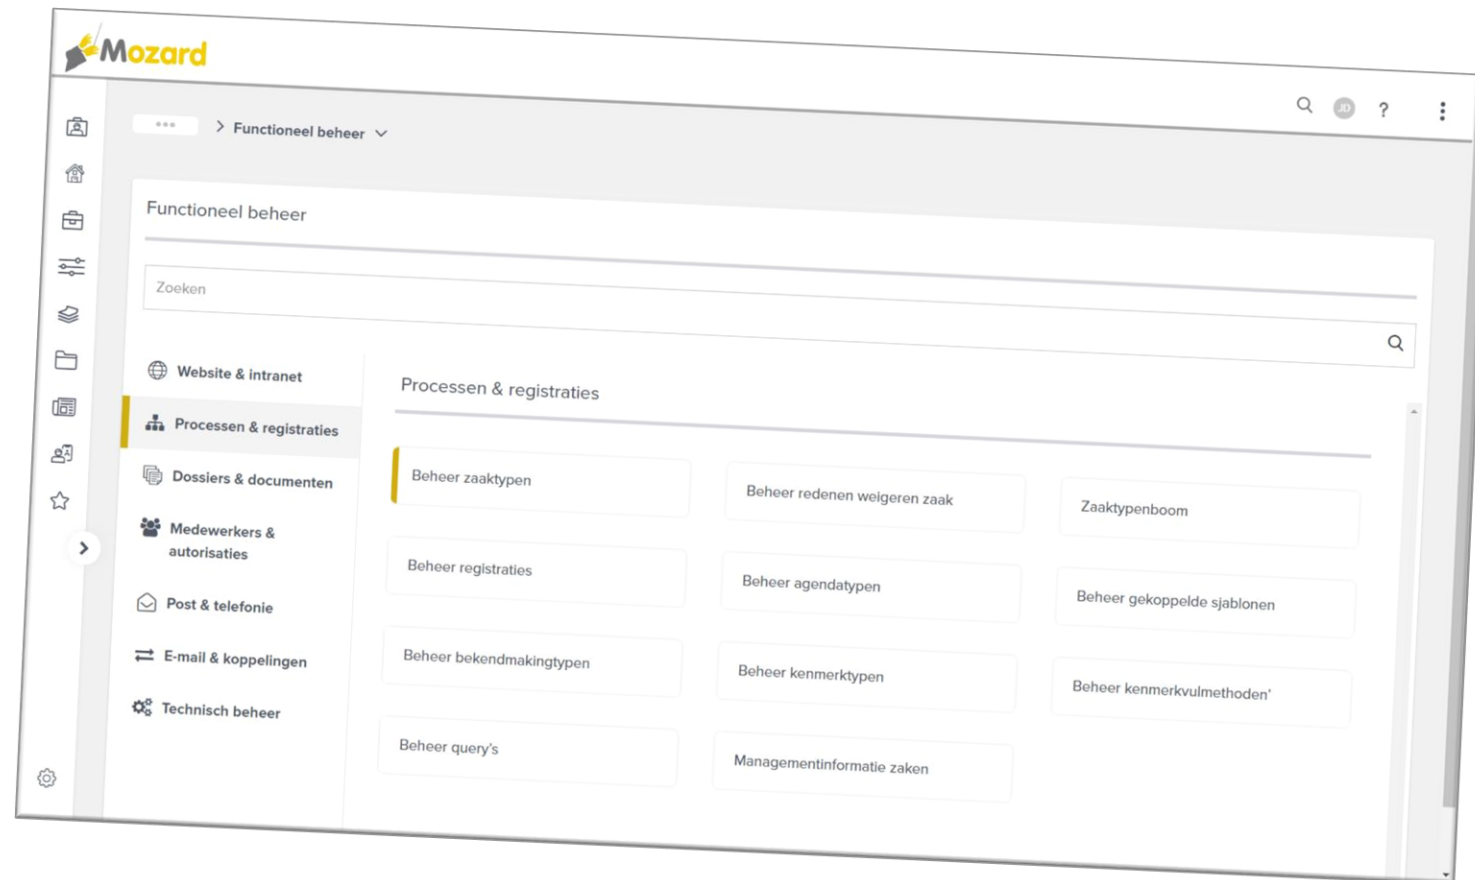 Mozard
JD ?
Functioneel beheer
Functioneel beheer
Zoeken
Website & intranet
Processen & registraties
Dossiers & documenten
Medewerkers &
autorisaties
Post & telefonie
E-mail & koppelingen
Technisch beheer
Processen & registraties
Beheer zaaktypen
Beheer redenen weigeren zaak
Zaaktypenboom
Beheer registraties
Beheer agendatypen
Beheer gekoppelde sjablonen
Beheer bekendmakingtypen
Beheer kenmerktypen
Beheer kenmerkvulmethoden'
Beheer query's
Managementinformatie zaken